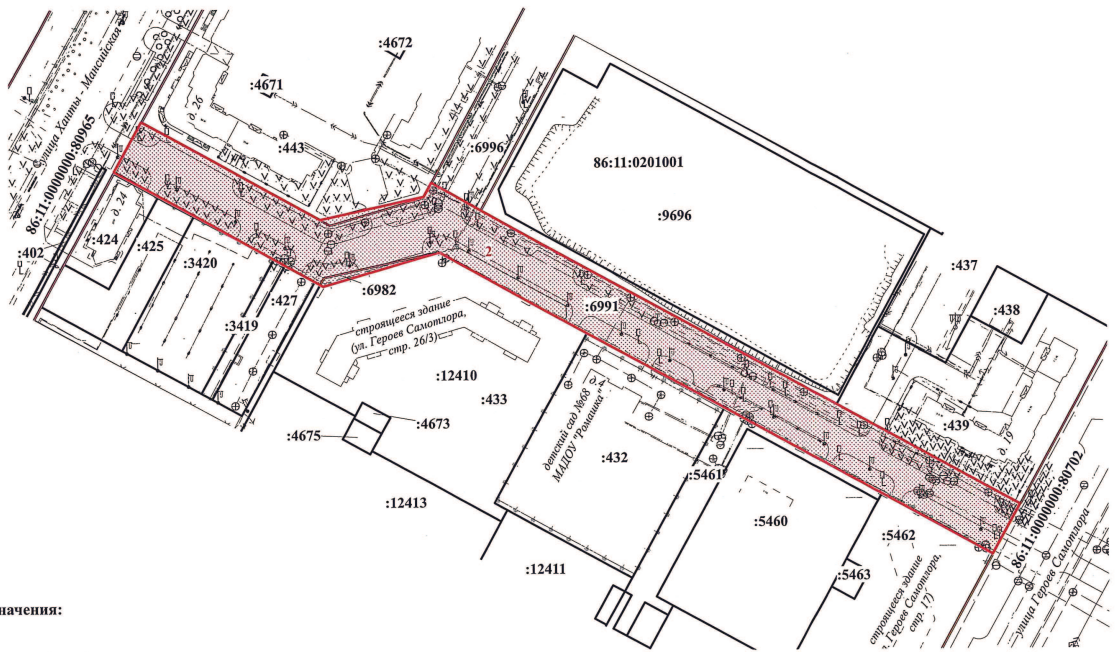 :4672
:4671
улица Ханты - Мансийская
д. 26
86:11:0000000:80965
:443
:6996
86:11:0201001
:9696
:402
д. 24
:424
:425
:3420
:427
:3419
:6982
2
:6991
:437
:438
строящееся здание
(ул. Героев Самотлора,
стр. 26/3)
:12410
:433
:4673
:4675
:12413
детский сад №68 д.4
МАДОУ "Ромашка"
:432
:12411
:5461
:5460
:439
д. 19
86:11:0000000:80702
улица Героев Самотлора
:5462
:5463
строящееся здание
л. Героев Самотлора,
стр. 17)
начения: